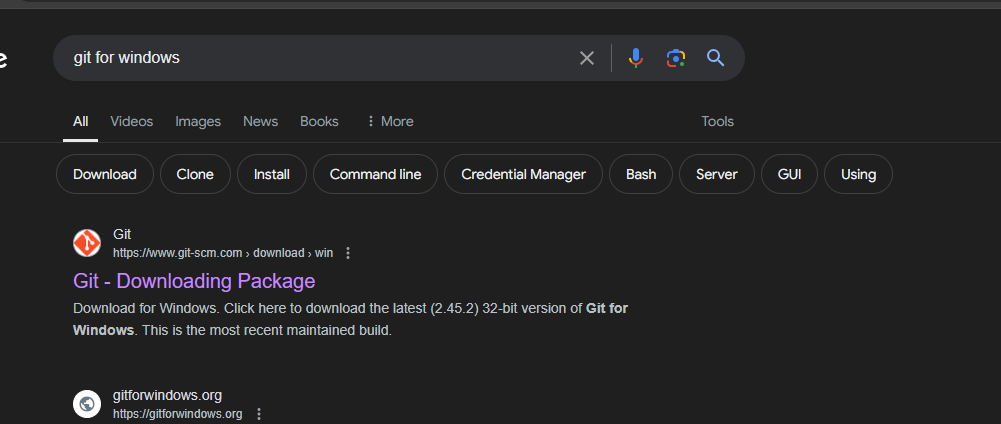 e
git for windows
All Videos Images News Books More Tools
Download Clone Install Command line Credential Manager Bash Server GUI Using
Git
https://www.git-scm.com › download › win
Git - Downloading Package
Download for Windows. Click here to download the latest (2.45.2) 32-bit version of Git for
Windows. This is the most recent maintained build.
gitforwindows.org
https://gitforwindows.org